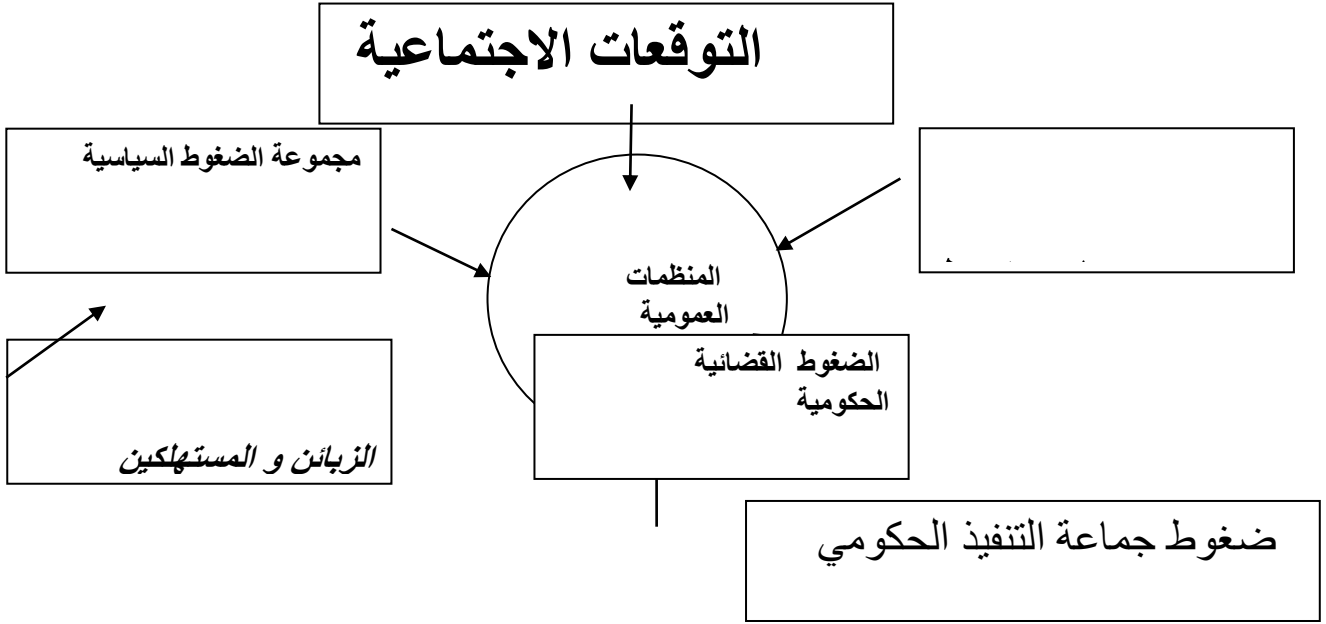 التوقعات الاجتماعية
مجموعة الضغوط السياسية
المنظمات
العمومية
الضغوط القضائية
الحكومية
الزبائن و المستهلكين
ضغوط جماعة التنفيذ الحكومي